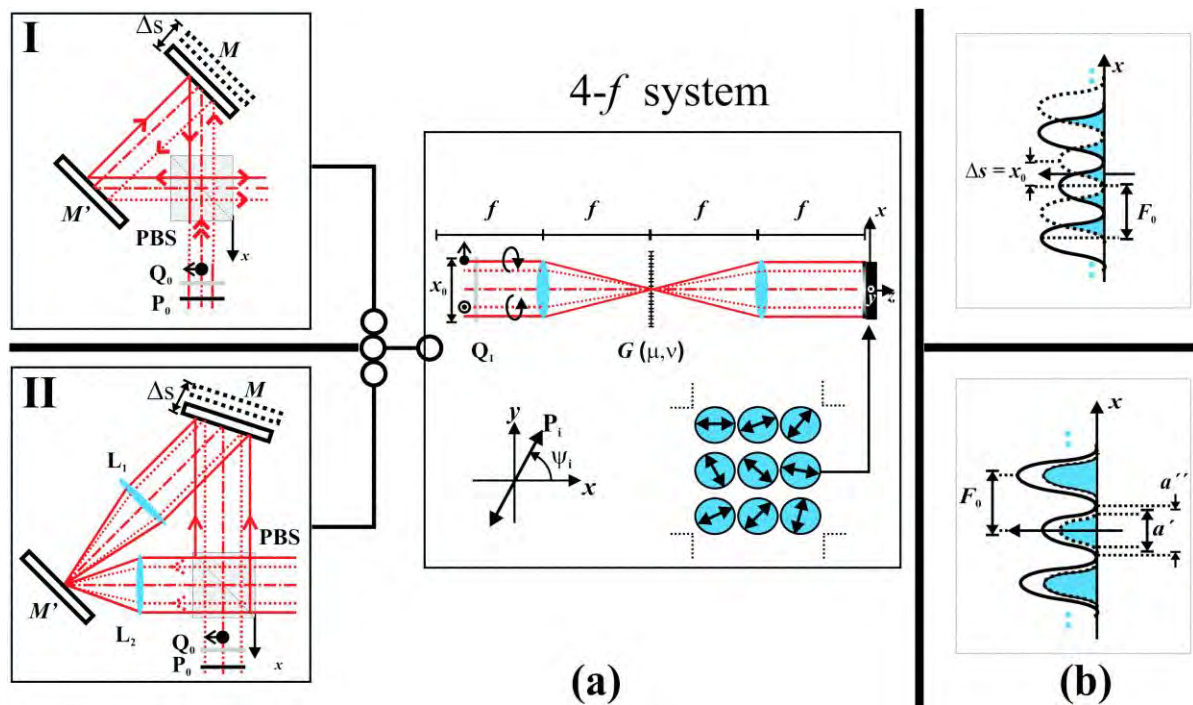 I
Δs
M
M'
PBS
x
Q₀
P₀
II
Δs
M
L₁
PBS
M'
L₂
Q₀
P₀
x
4-f system
f f f f
x
x₀
z
Q₁
G (μ,ν)
y
Pᵢ
ψᵢ
x
(a)
x
Δs = x₀
F₀
x
F₀
a′′
a′
(b)